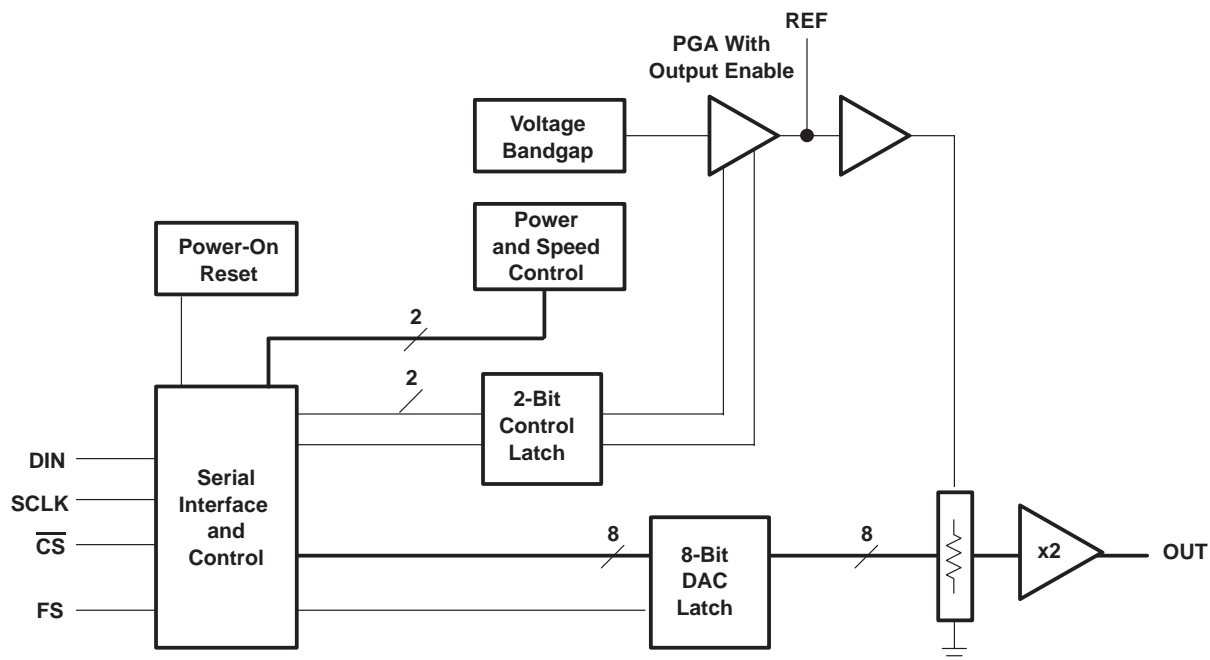 REF
PGA With
Output Enable
Voltage
Bandgap
Power
and Speed
Control
Power-On
Reset
2
2
2-Bit
Control
Latch
DIN
SCLK
CS
FS
Serial
Interface
and
Control
8
8-Bit
DAC
Latch
8
x2
OUT